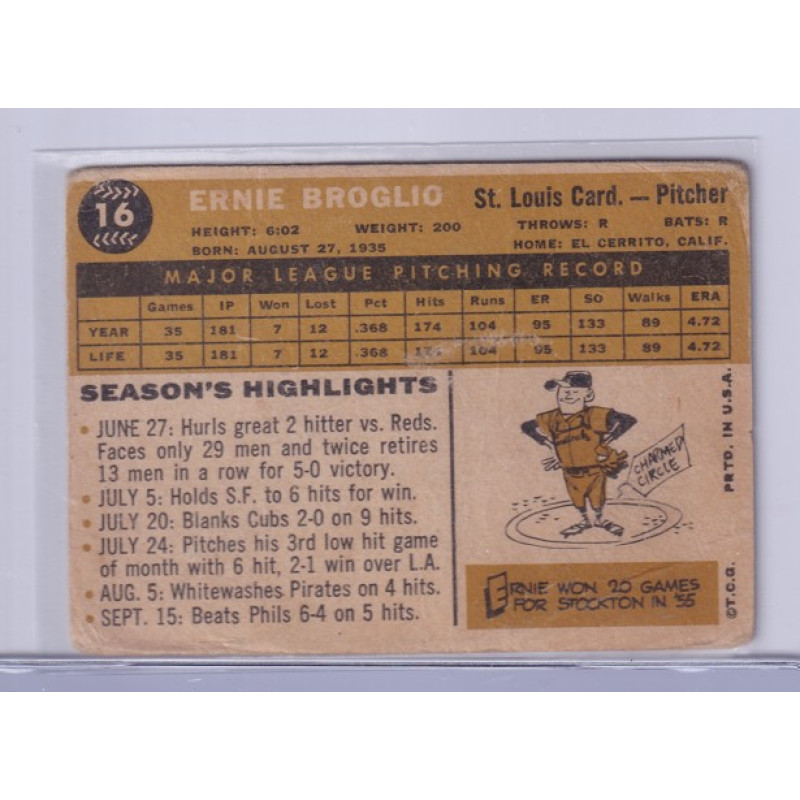 16
ERNIE BROGLIO
St. Louis Card. — Pitcher
HEIGHT: 6:02 WEIGHT: 200 THROWS: R BATS: R
BORN: AUGUST 27, 1935 HOME: EL CERRITO, CALIF.
MAJOR LEAGUE PITCHING RECORD
Games IP Won Lost Pct Hits Runs ER SO Walks ERA
YEAR 35 181 7 12 .368 174 104 95 133 89 4.72
LIFE 35 181 7 12 .368 174 104 95 133 89 4.72
SEASON'S HIGHLIGHTS
• JUNE 27: Hurls great 2 hitter vs. Reds.
Faces only 29 men and twice retires
13 men in a row for 5-0 victory.
• JULY 5: Holds S.F. to 6 hits for win.
• JULY 20: Blanks Cubs 2-0 on 9 hits.
• JULY 24: Pitches his 3rd low hit game
of month with 6 hit, 2-1 win over L.A.
• AUG. 5: Whitewashes Pirates on 4 hits.
• SEPT. 15: Beats Phils 6-4 on 5 hits.
CHARMED
CIRCLE
ERNIE WON 20 GAMES
FOR STOCKTON IN '55
©T.C.G. PRTD. IN U.S.A.